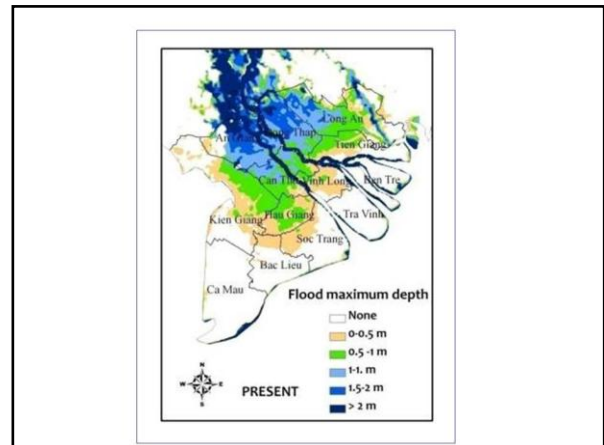 Long An
An Giang
Dong Thap
Tien Giang
Can Tho
Vinh Long
Ben Tre
Kien Giang
Hau Giang
Tra Vinh
Soc Trang
Bac Lieu
Ca Mau
Flood maximum depth
None
0-0.5 m
0.5 -1 m
1-1. m
1.5-2 m
> 2 m
N
W E
S
PRESENT